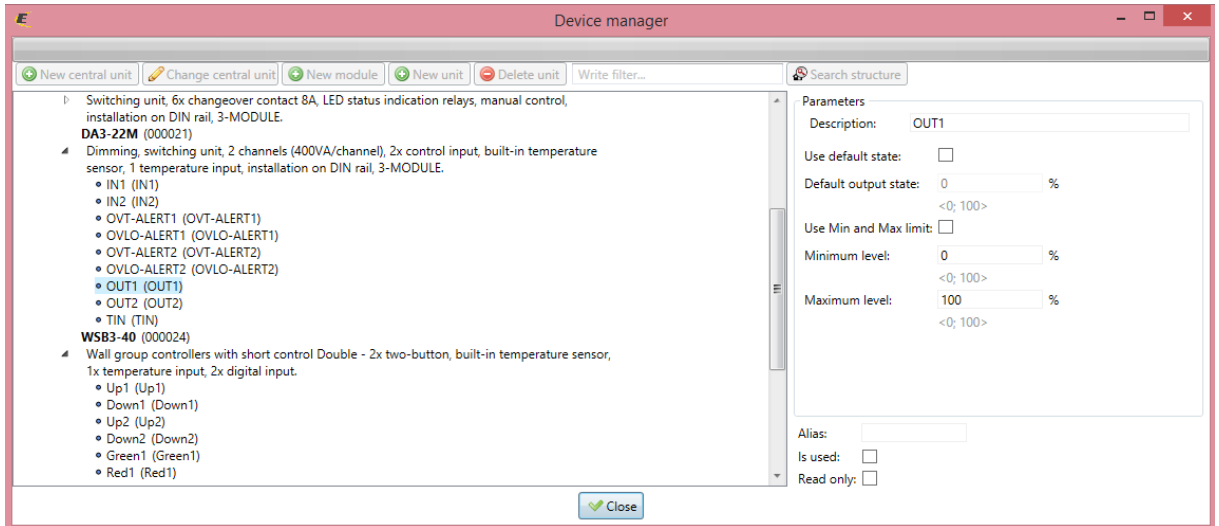 Device manager
New central unit Change central unit New module New unit Delete unit Write filter... Search structure
Switching unit, 6x changeover contact 8A, LED status indication relays, manual control,
installation on DIN rail, 3-MODULE.
DA3-22M (000021)
Dimming, switching unit, 2 channels (400VA/channel), 2x control input, built-in temperature
sensor, 1 temperature input, installation on DIN rail, 3-MODULE.
IN1 (IN1)
IN2 (IN2)
OVT-ALERT1 (OVT-ALERT1)
OVLO-ALERT1 (OVLO-ALERT1)
OVT-ALERT2 (OVT-ALERT2)
OVLO-ALERT2 (OVLO-ALERT2)
OUT1 (OUT1)
OUT2 (OUT2)
TIN (TIN)
WSB3-40 (000024)
Wall group controllers with short control Double - 2x two-button, built-in temperature sensor,
1x temperature input, 2x digital input.
Up1 (Up1)
Down1 (Down1)
Up2 (Up2)
Down2 (Down2)
Green1 (Green1)
Red1 (Red1)
Parameters
Description: OUT1
Use default state:
Default output state: 0 %
<0; 100>
Use Min and Max limit:
Minimum level: 0 %
<0; 100>
Maximum level: 100 %
<0; 100>
Alias:
Is used:
Read only:
Close